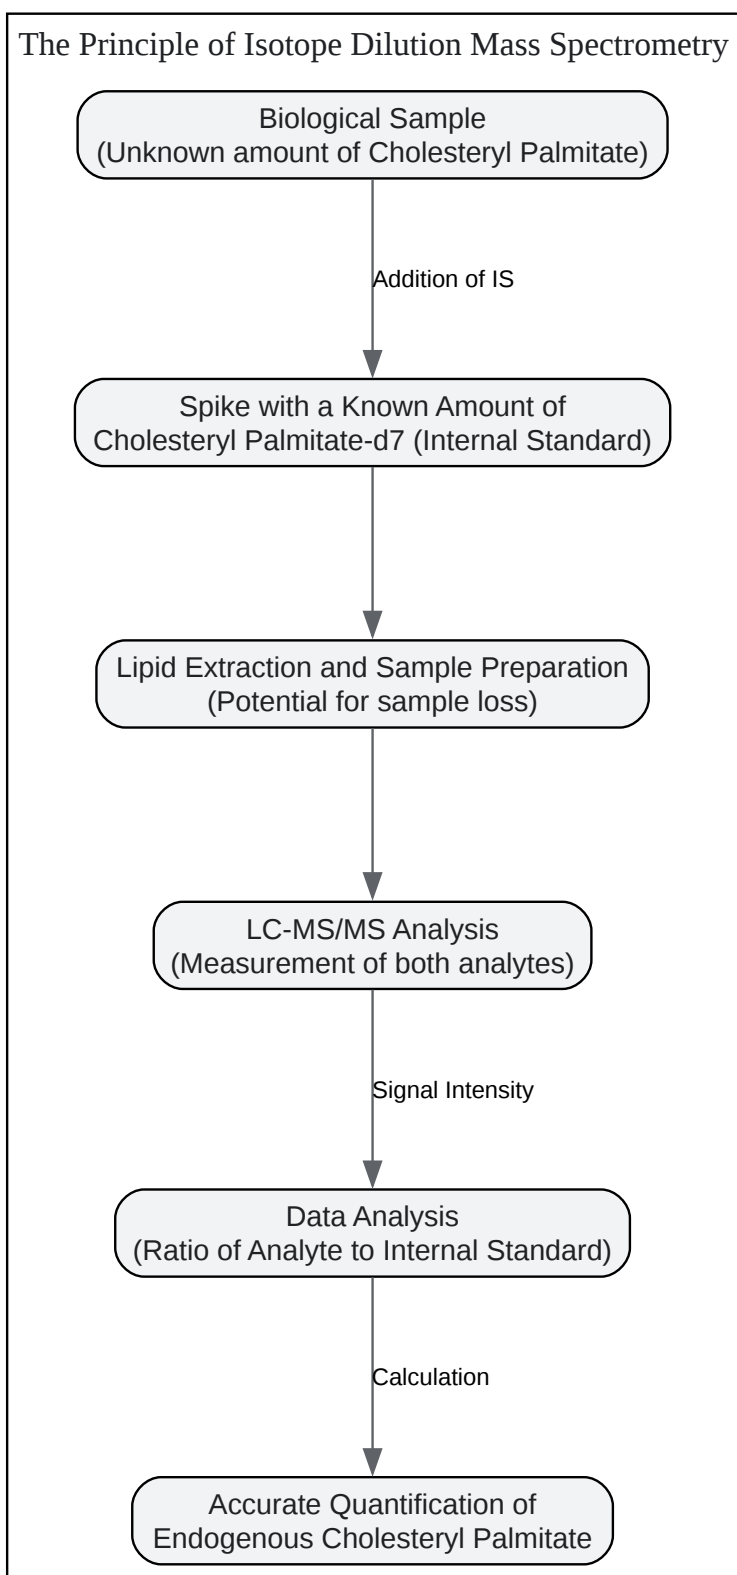 The Principle of Isotope Dilution Mass Spectrometry
Biological Sample
(Unknown amount of Cholesteryl Palmitate)
Addition of IS
Spike with a Known Amount of
Cholesteryl Palmitate-d7 (Internal Standard)
Lipid Extraction and Sample Preparation
(Potential for sample loss)
LC-MS/MS Analysis
(Measurement of both analytes)
Signal Intensity
Data Analysis
(Ratio of Analyte to Internal Standard)
Calculation
Accurate Quantification of
Endogenous Cholesteryl Palmitate